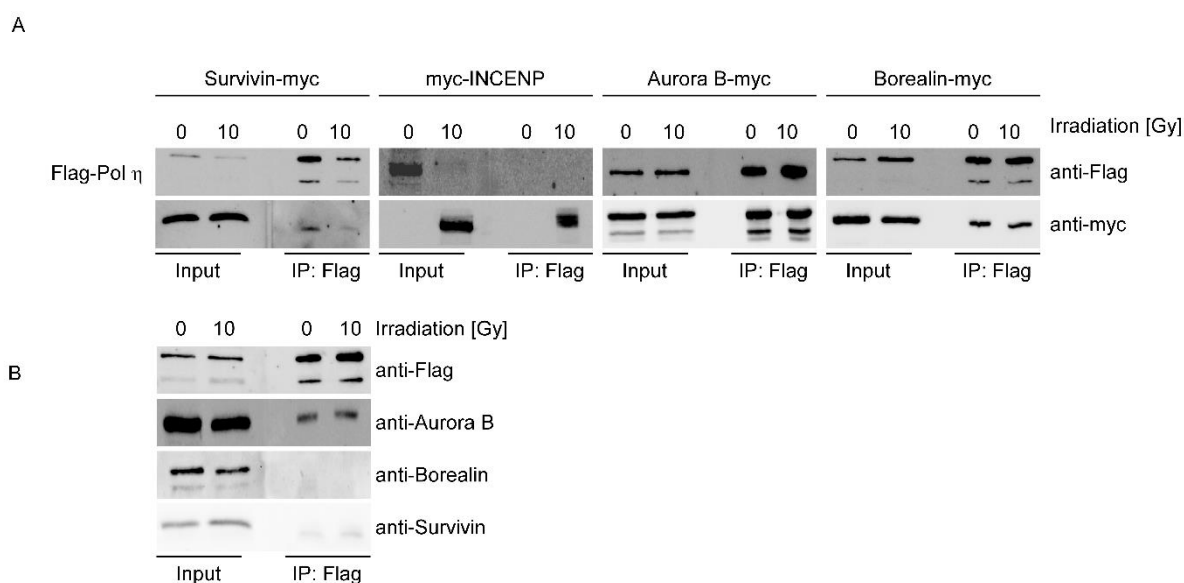 A
Survivin-myc myc-INCENP Aurora B-myc Borealin-myc
0 10 0 10 0 10 0 10 0 10 0 10 0 10 0 10 Irradiation [Gy]
Flag-Pol η anti-Flag
anti-myc
Input IP: Flag Input IP: Flag Input IP: Flag Input IP: Flag
0 10 0 10 Irradiation [Gy]
B
anti-Flag
anti-Aurora B
anti-Borealin
anti-Survivin
Input IP: Flag